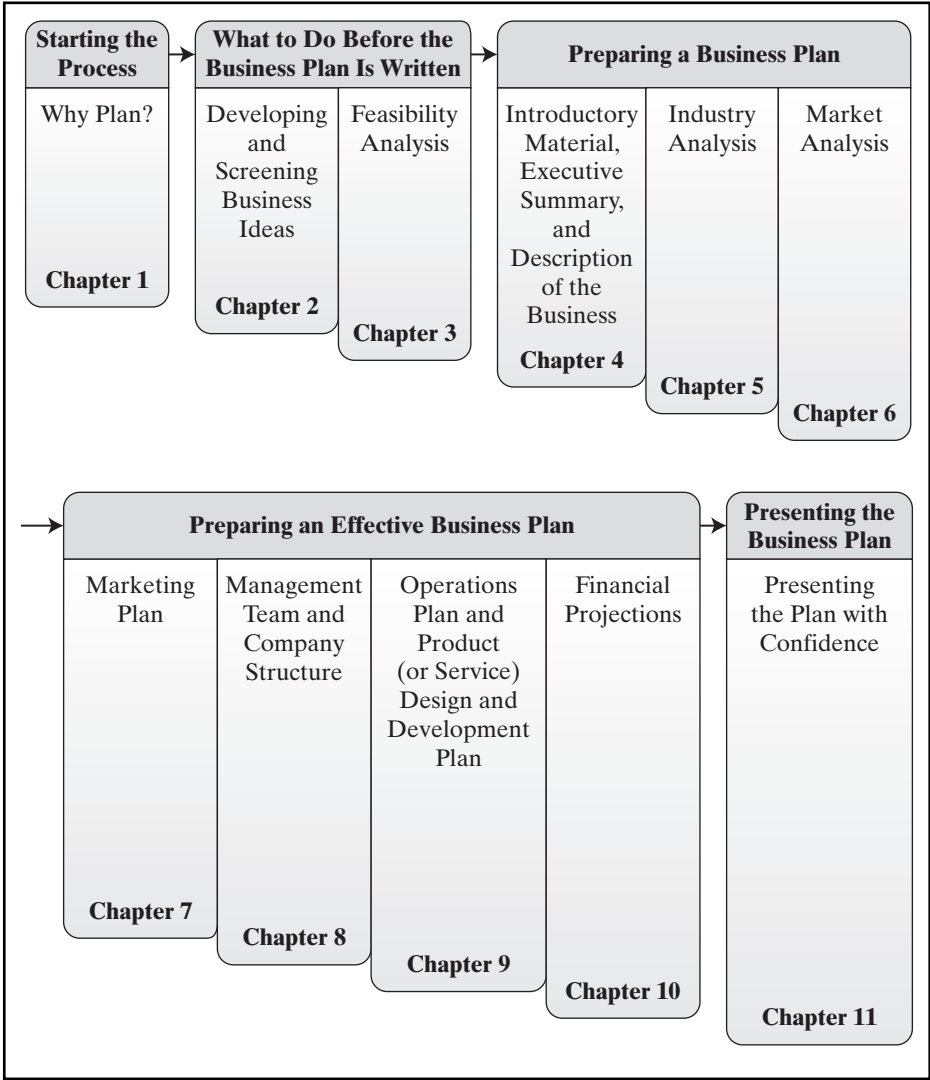 Starting the
Process
What to Do Before the
Business Plan Is Written
Preparing a Business Plan
Why Plan?
Chapter 1
Developing
and
Screening
Business
Ideas
Chapter 2
Feasibility
Analysis
Chapter 3
Introductory
Material,
Executive
Summary,
and
Description
of the
Business
Chapter 4
Industry
Analysis
Chapter 5
Market
Analysis
Chapter 6
Preparing an Effective Business Plan
Presenting the
Business Plan
Marketing
Plan
Chapter 7
Management
Team and
Company
Structure
Chapter 8
Operations
Plan and
Product
(or Service)
Design and
Development
Plan
Chapter 9
Financial
Projections
Chapter 10
Presenting
the Plan with
Confidence
Chapter 11